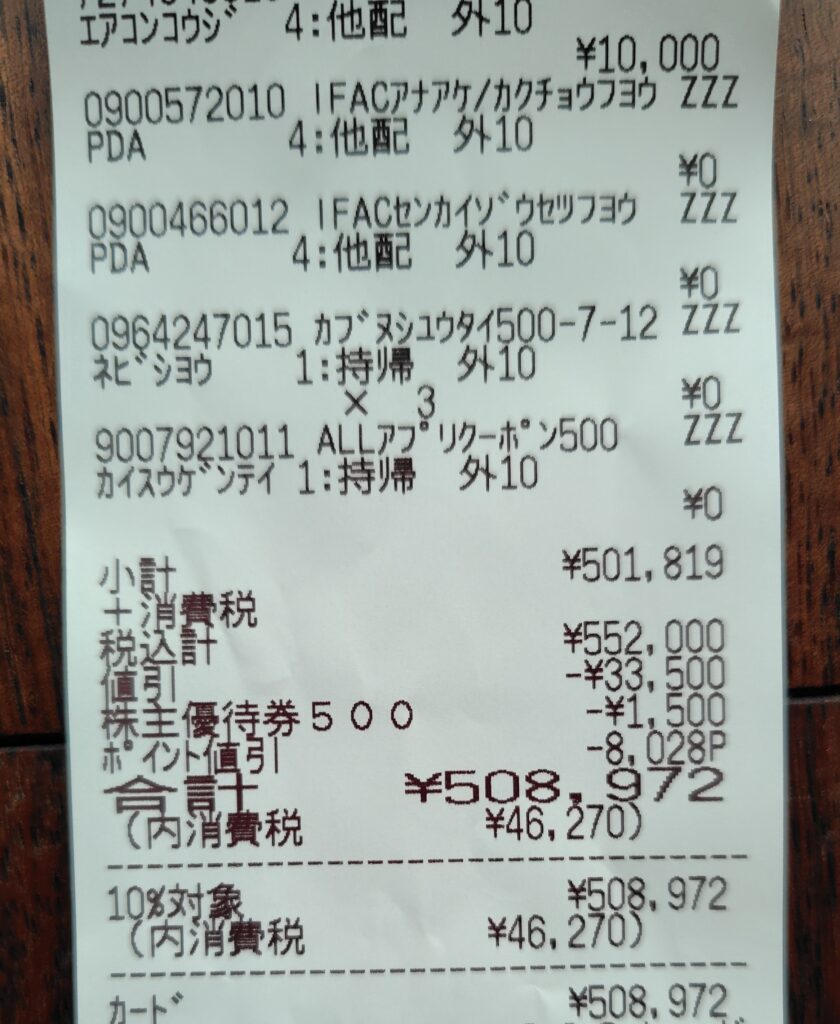 エアコンコウジ 4:他配 外10
¥10,000
0900572010 IFACアナアケ/カクチョウフヨウ ZZZ
PDA 4:他配 外10
¥0
0900466012 IFACセンカイゾウセツフヨウ ZZZ
PDA 4:他配 外10
¥0
0964247015 カブヌシユウタイ500-7-12 ZZZ
ネビショウ 1:持帰 外10
× 3 ¥0
9007921011 ALLアプリクーポン500 ZZZ
カイスウゲンテイ 1:持帰 外10
¥0
小計 ¥501,819
+消費税
税込計 ¥552,000
値引 -¥33,500
株主優待券500 -¥1,500
ポイント値引 -8,028P
合計 ¥508,972
(内消費税 ¥46,270)
10%対象 ¥508,972
(内消費税 ¥46,270)
カード ¥508,972